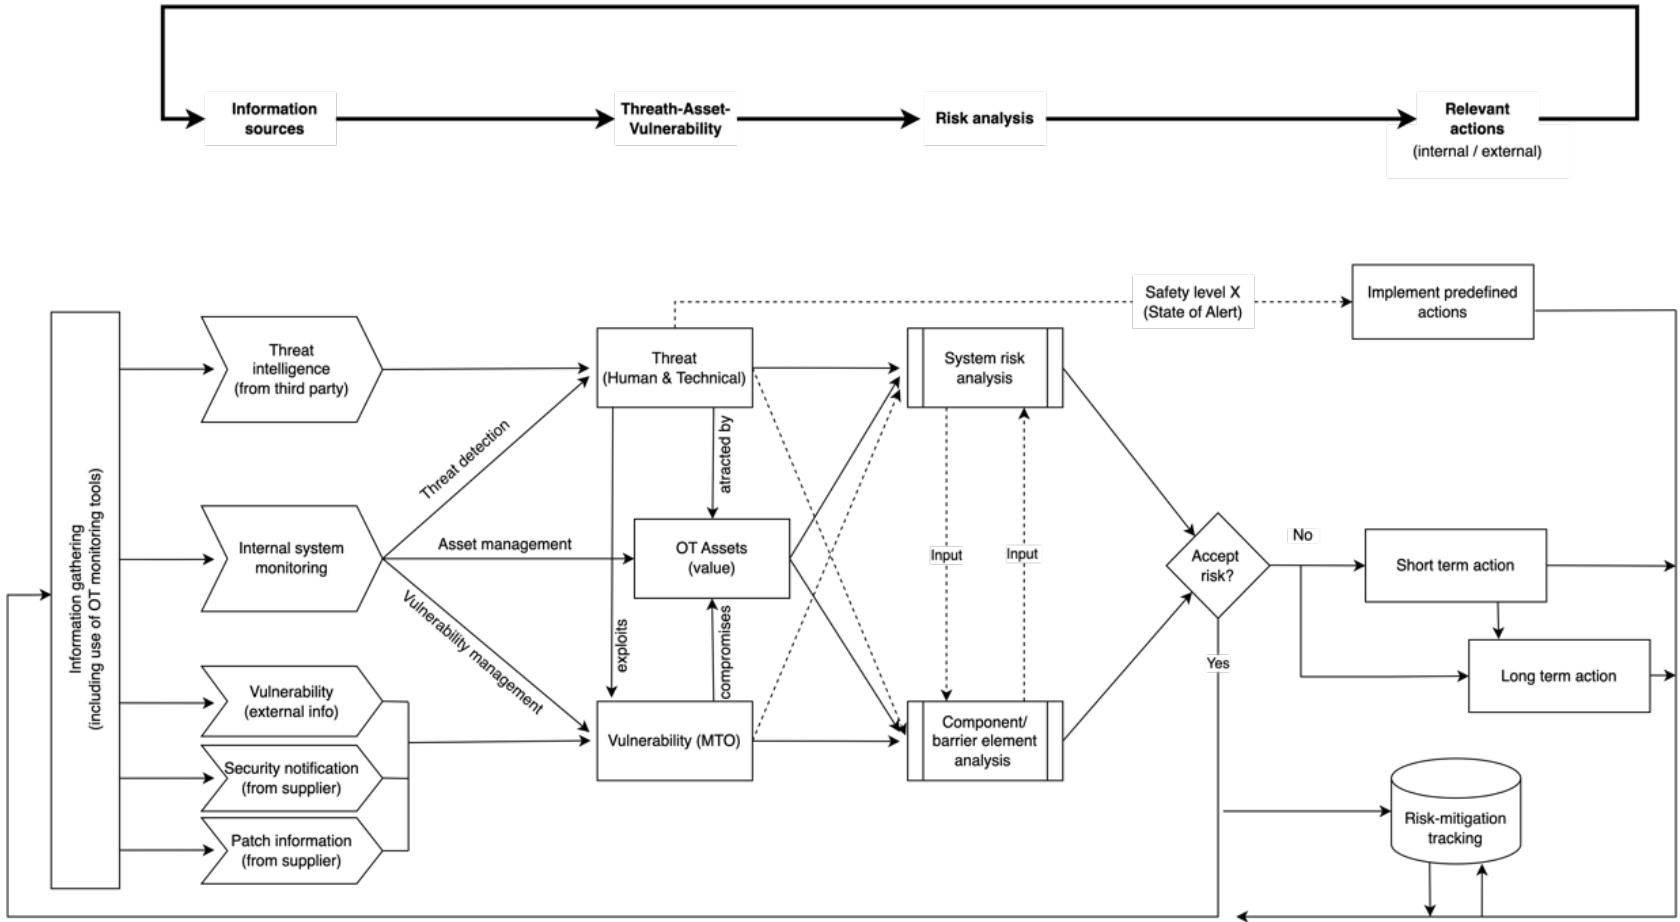 Information
sources
Threath-Asset-
Vulnerability
Risk analysis
Relevant
actions
(internal / external)
Safety level X
(State of Alert)
Implement predefined
actions
Information gathering
(including use of OT monitoring tools)
Threat
intelligence
(from third party)
Threat
(Human & Technical)
System risk
analysis
Threat detection
atracted by
Internal system
monitoring
Asset management
OT Assets
(value)
Input
Input
Accept
risk?
No
Short term action
Vulnerability management
exploits
compromises
Yes
Long term action
Vulnerability
(external info)
Vulnerability (MTO)
Component/
barrier element
analysis
Security notification
(from supplier)
Patch information
(from supplier)
Risk-mitigation
tracking